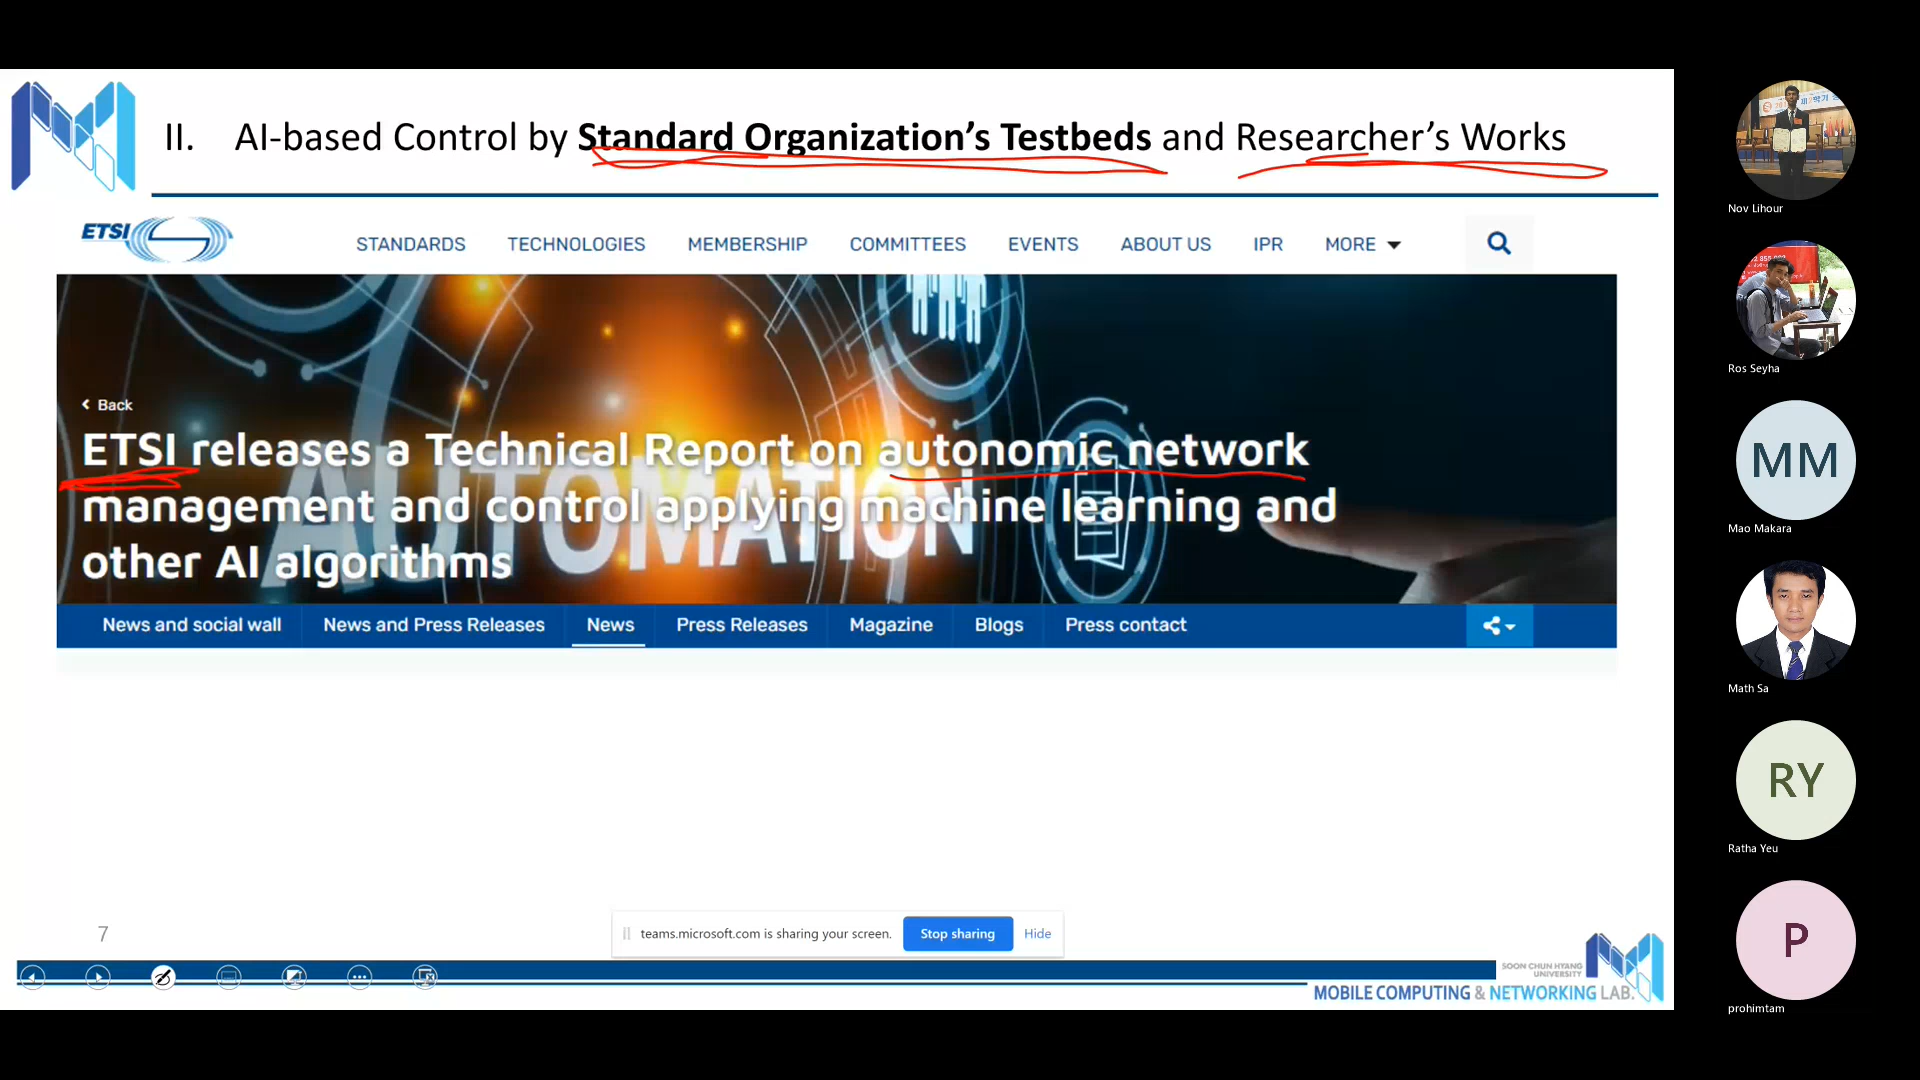 II. AI-based Control by Standard Organization's Testbeds and Researcher's Works
ETSI
STANDARDS TECHNOLOGIES MEMBERSHIP COMMITTEES EVENTS ABOUT US IPR MORE
Back
ETSI releases a Technical Report on autonomic network
management and control applying machine learning and
other AI algorithms
AUTOMATION
News and social wall News and Press Releases News Press Releases Magazine Blogs Press contact
7
teams.microsoft.com is sharing your screen. Stop sharing Hide
SOON CHUN HYANG
UNIVERSITY
MOBILE COMPUTING & NETWORKING LAB.
Nov Lihour
Ros Seyha
MM
Mao Makara
Math Sa
RY
Ratha Yeu
P
prohimtam